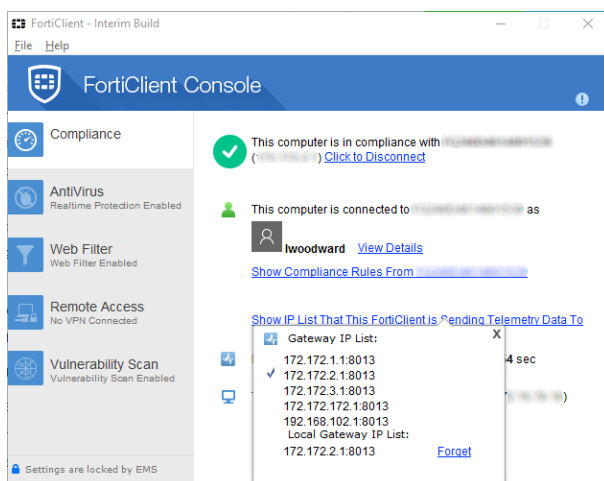 FortiClient - Interim Build
File Help
FortiClient Console
Compliance
AntiVirus
Realtime Protection Enabled
Web Filter
Web Filter Enabled
Remote Access
No VPN Connected
Vulnerability Scan
Vulnerability Scan Enabled
Settings are locked by EMS
This computer is in compliance with
( ) Click to Disconnect
This computer is connected to as
lwoodward View Details
Show Compliance Rules From
Show IP List That This FortiClient is Sending Telemetry Data To
Gateway IP List: X
172.172.1.1:8013
172.172.2.1:8013
172.172.3.1:8013
172.172.172.1:8013
192.168.102.1:8013
Local Gateway IP List:
172.172.2.1:8013 Forget
4 sec